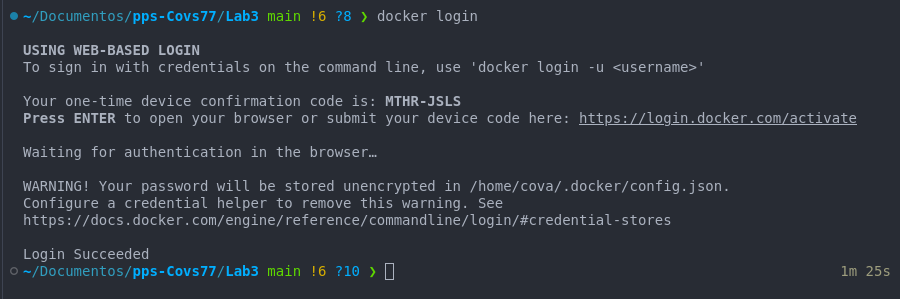 ~/Documentos/pps-Covs77/Lab3 main !6 ?8 ❯ docker login
USING WEB-BASED LOGIN
To sign in with credentials on the command line, use 'docker login -u <username>'
Your one-time device confirmation code is: MTHR-JSLS
Press ENTER to open your browser or submit your device code here: https://login.docker.com/activate
Waiting for authentication in the browser…
WARNING! Your password will be stored unencrypted in /home/cova/.docker/config.json.
Configure a credential helper to remove this warning. See
https://docs.docker.com/engine/reference/commandline/login/#credential-stores
Login Succeeded
~/Documentos/pps-Covs77/Lab3 main !6 ?10 ❯ 1m 25s